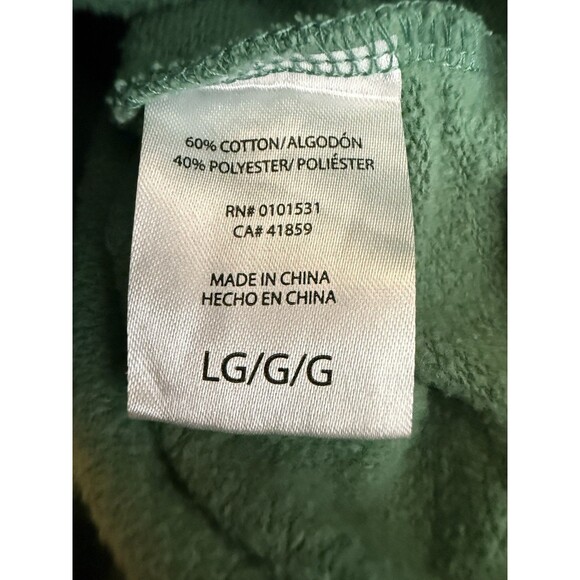 60% COTTON/ALGODÓN
40% POLYESTER/POLIÉSTER
RN# 0101531
CA# 41859
MADE IN CHINA
HECHO EN CHINA
LG/G/G